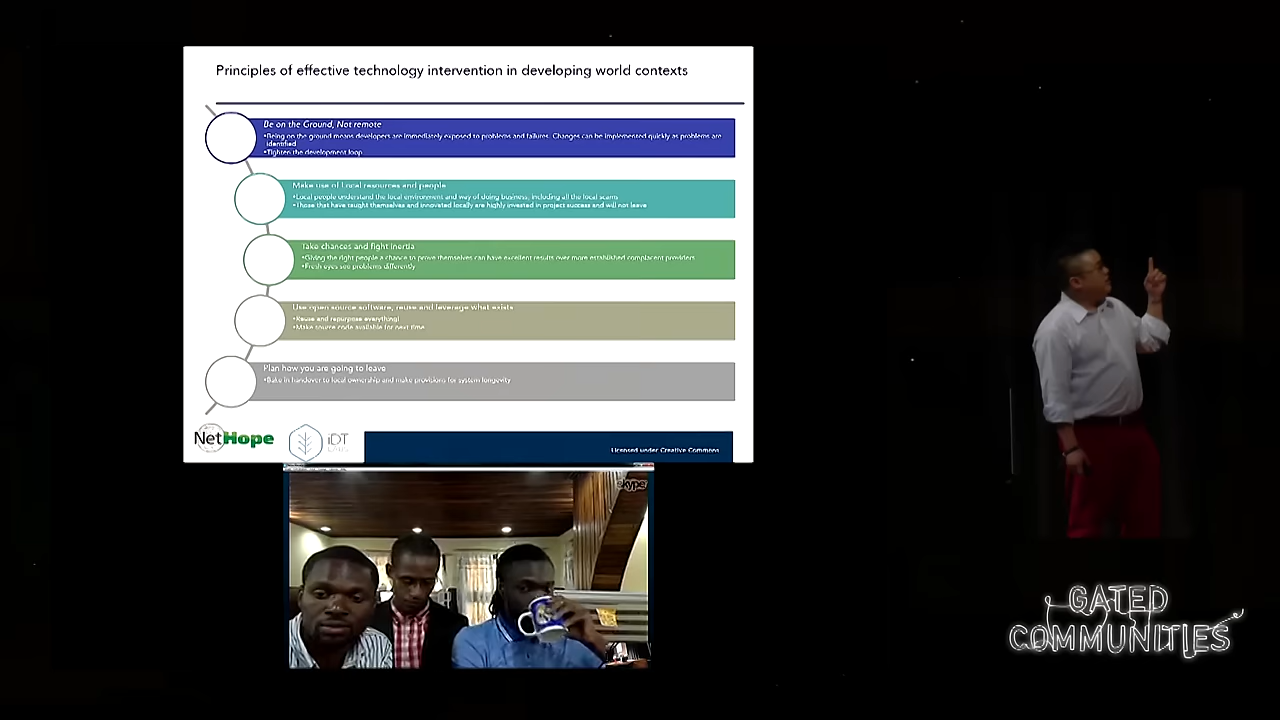 Principles of effective technology intervention in developing world contexts
Be on the Ground, Not remote
•Being on the ground means developers are immediately exposed to problems and failures. Changes can be implemented quickly as problems are
identified
•Tighten the development loop
Make use of Local resources and people
•Local people understand the local environment and way of doing business, including all the local scams
•Those that have taught themselves and innovated locally are highly invested in project success and will not leave
Take chances and fight inertia
•Giving the right people a chance to prove themselves can have excellent results over more established complacent providers
•Fresh eyes see problems differently
Use open source software, reuse and leverage what exists
•Reuse and repurpose everything!
•Make source code available for next time
Plan how you are going to leave
•Bake in handover to local ownership and make provisions for system longevity
NetHope
iDT
LABS
Licensed under Creative Commons
skype
GATED
COMMUNITIES